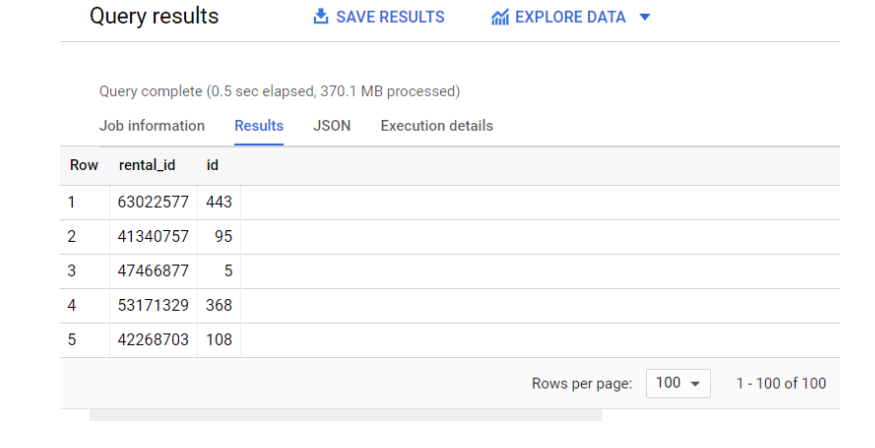 Query results SAVE RESULTS EXPLORE DATA
Query complete (0.5 sec elapsed, 370.1 MB processed)
Job information Results JSON Execution details
Row rental_id id
1 63022577 443
2 41340757 95
3 47466877 5
4 53171329 368
5 42268703 108
Rows per page: 100 1 - 100 of 100